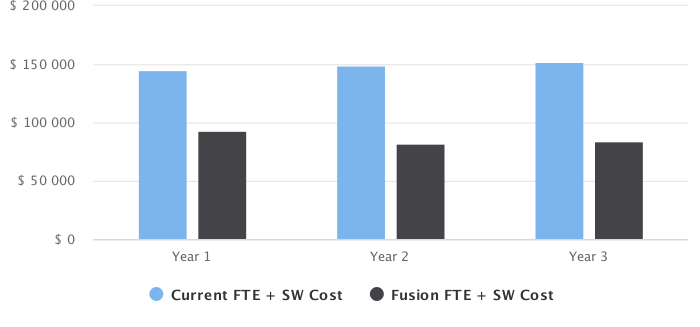 $ 200 000
$ 150 000
$ 100 000
$ 50 000
$ 0
Year 1 Year 2 Year 3
Current FTE + SW Cost Fusion FTE + SW Cost